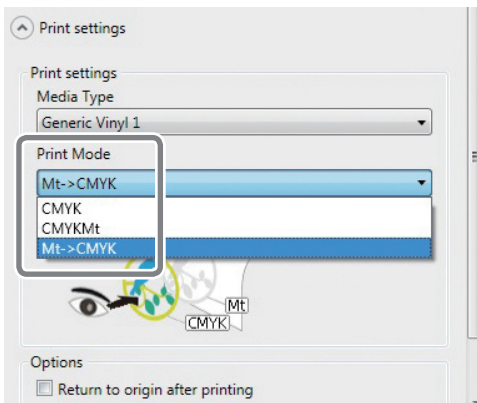 Print settings
Print settings
Media Type
Generic Vinyl 1
Print Mode
Mt->CMYK
CMYK
CMYKMt
Mt->CMYK
Mt
CMYK
Options
Return to origin after printing